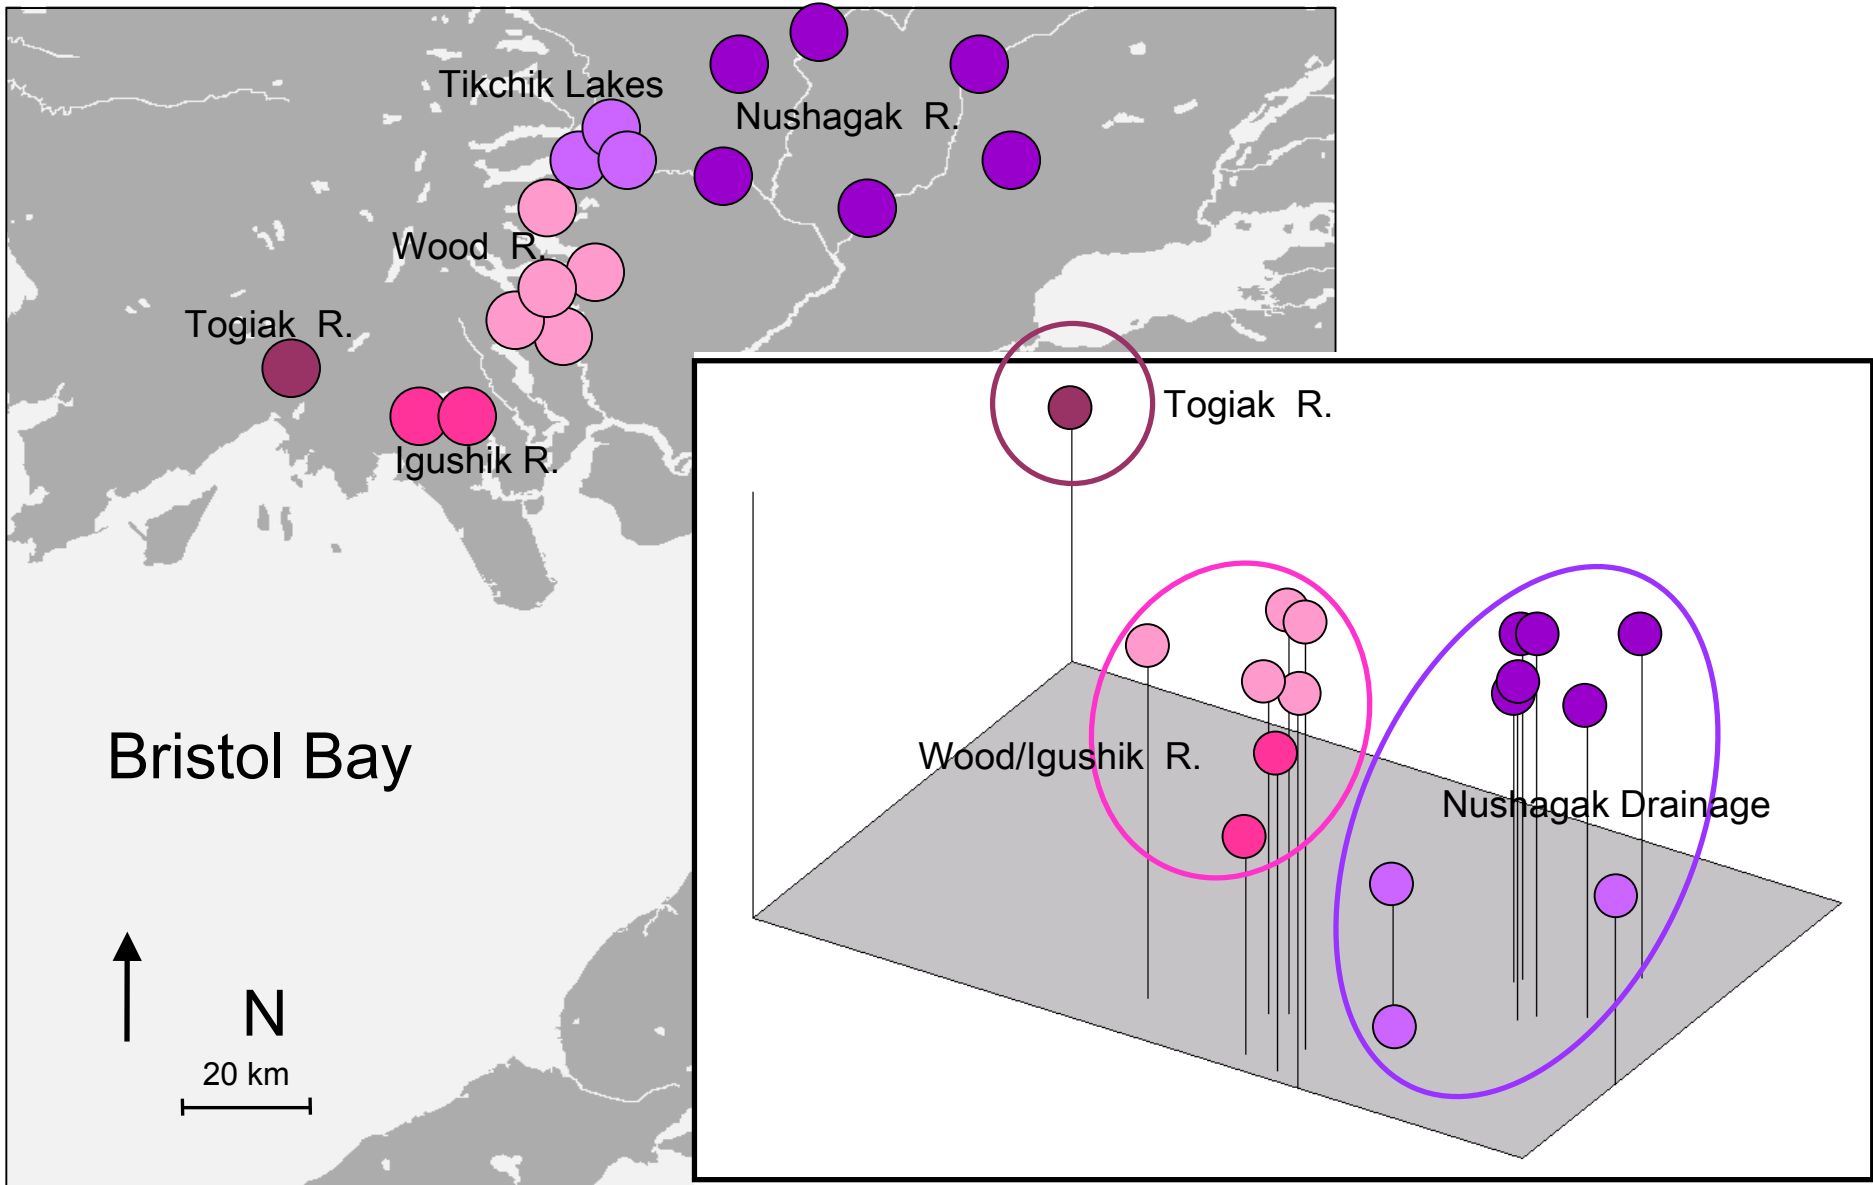 Tikchik Lakes
Nushagak R.
Wood R.
Togiak R.
Igushik R.
Togiak R.
Wood/Igushik R.
Nushagak Drainage
Bristol Bay
N
20 km